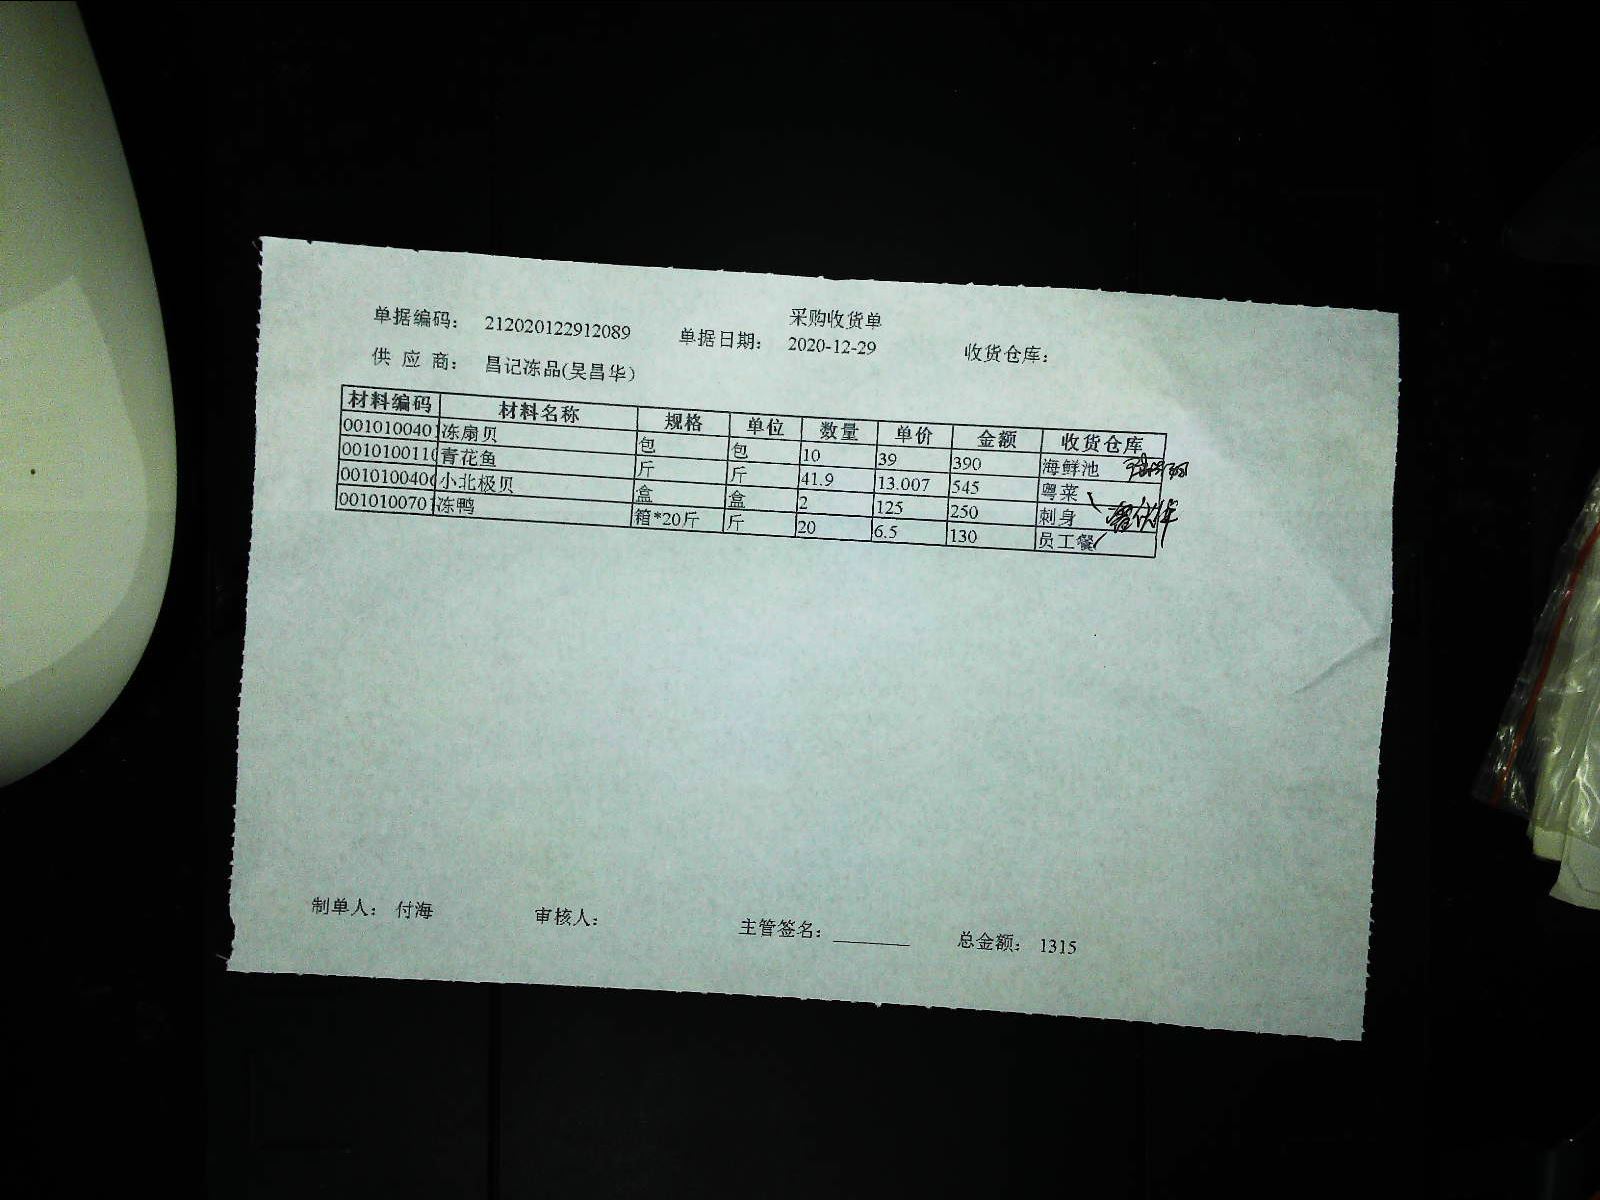 采购收货单
单据编码： 212020122912089 单据日期： 2020-12-29 收货仓库：
供 应 商： 昌记冻品(吴昌华)
材料编码 材料名称 规格 单位 数量 单价 金额 收货仓库
001010040 冻扇贝 包 包 10 39 390 海鲜池
001010011 青花鱼 斤 斤 41.9 13.007 545 粤菜
001010040 小北极贝 盒 盒 2 125 250 刺身
001010070 冻鸭 箱*20斤 斤 20 6.5 130 员工餐
制单人： 付海 审核人： 主管签名： 总金额： 1315